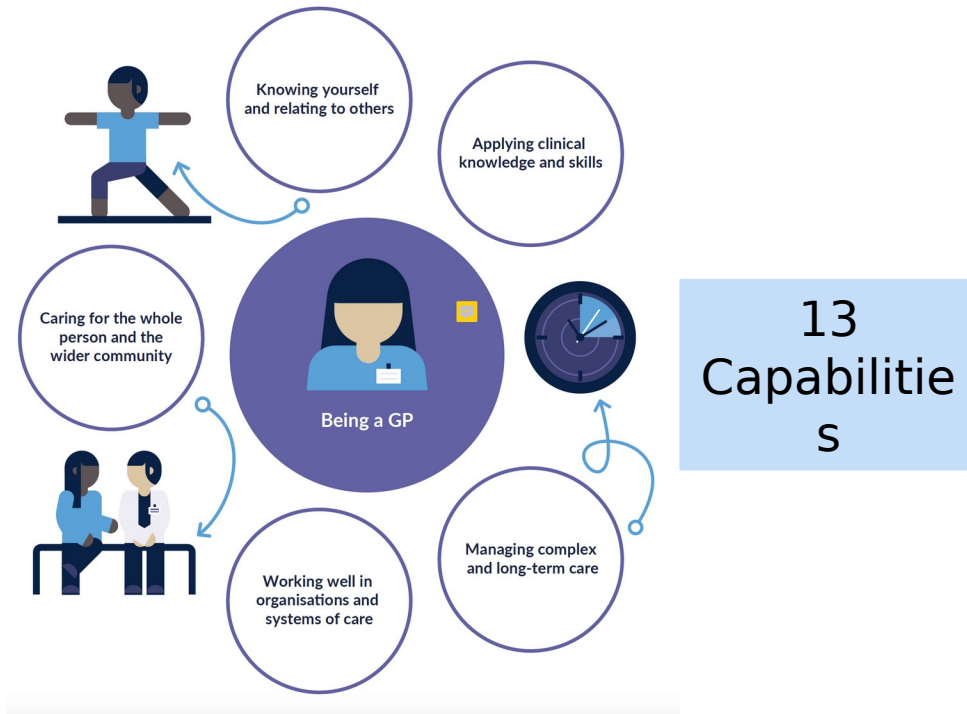 Knowing yourself
and relating to others
Applying clinical
knowledge and skills
Caring for the whole
person and the
wider community
Being a GP
13
Capabilitie
s
Managing complex
and long-term care
Working well in
organisations and
systems of care